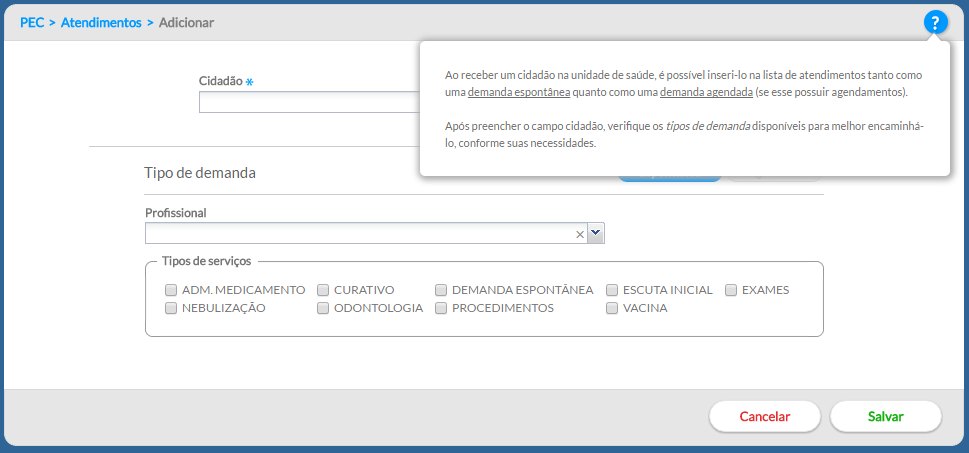 PEC > Atendimentos > Adicionar
?
Ao receber um cidadão na unidade de saúde, é possível inseri-lo na lista de atendimentos tanto como
uma demanda espontânea quanto como uma demanda agendada (se esse possuir agendamentos).
Após preencher o campo cidadão, verifique os tipos de demanda disponíveis para melhor encaminhá-
lo, conforme suas necessidades.
Cidadão *
Tipo de demanda
Profissional
×
Tipos de serviços
ADM. MEDICAMENTO CURATIVO DEMANDA ESPONTÂNEA ESCUTA INICIAL EXAMES
NEBULIZAÇÃO ODONTOLOGIA PROCEDIMENTOS VACINA
Cancelar Salvar